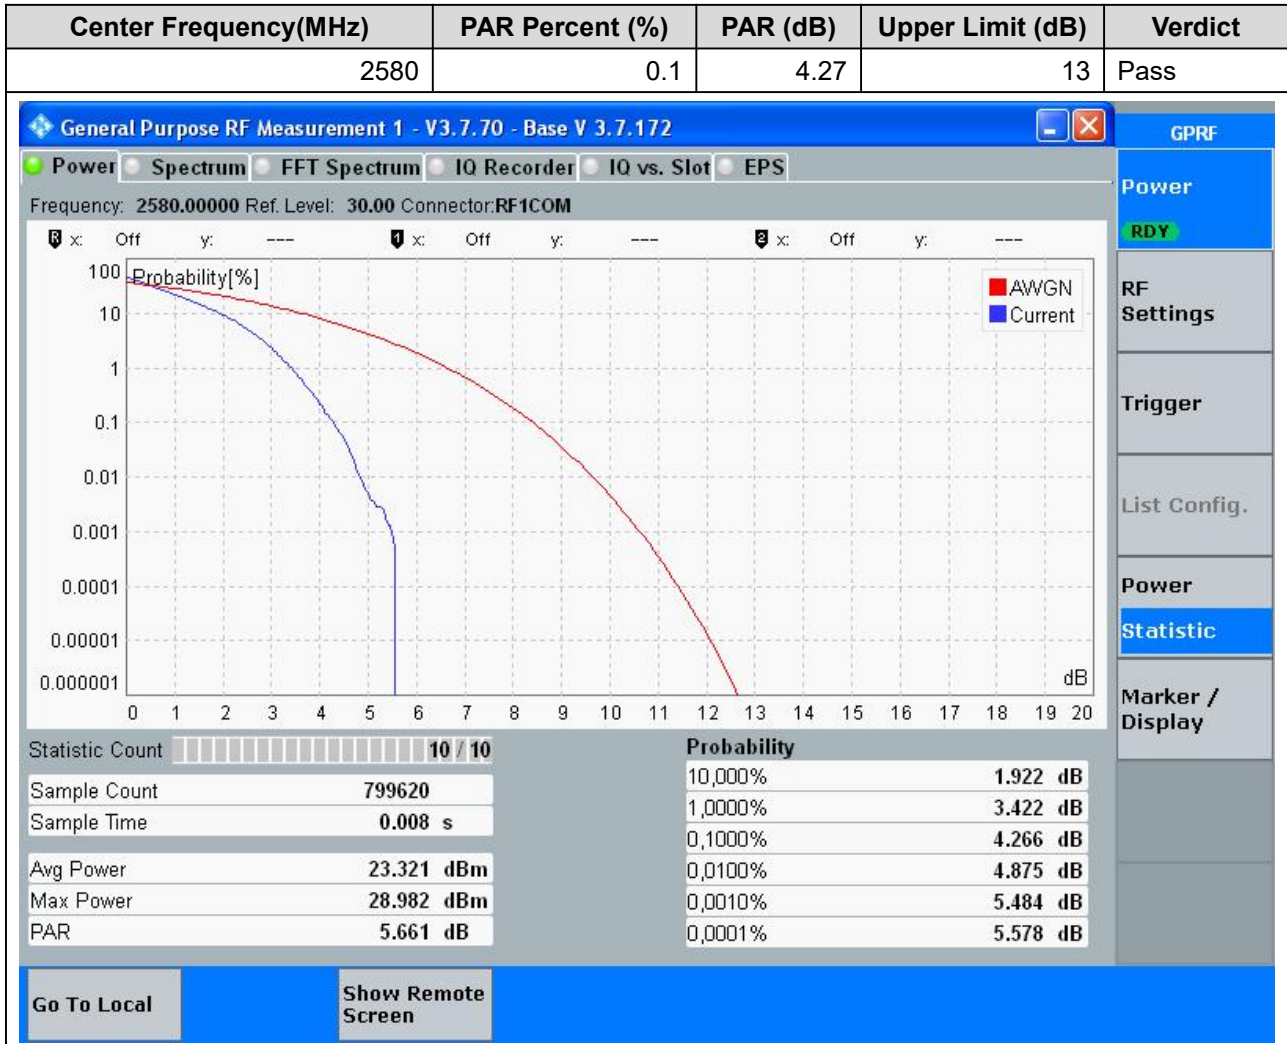 Center Frequency(MHz) PAR Percent (%) PAR (dB) Upper Limit (dB) Verdict
2580 0.1 4.27 13 Pass
General Purpose RF Measurement 1 - V3.7.70 - Base V 3.7.172
GPRF
Power Spectrum FFT Spectrum IQ Recorder IQ vs. Slot EPS
Power
RDY
Frequency: 2580.00000 Ref. Level: 30.00 Connector:RF1COM
R x: Off y: --- 1 x: Off y: --- 2 x: Off y: ---
Probability[%]
AWGN
Current
100
10
1
0.1
0.01
0.001
0.0001
0.00001
0.000001
dB
0 1 2 3 4 5 6 7 8 9 10 11 12 13 14 15 16 17 18 19 20
RF
Settings
Trigger
List Config.
Power
Statistic
Marker /
Display
Statistic Count 10 / 10
Sample Count 799620
Sample Time 0.008 s
Avg Power 23.321 dBm
Max Power 28.982 dBm
PAR 5.661 dB
Probability
10,000% 1.922 dB
1,0000% 3.422 dB
0,1000% 4.266 dB
0,0100% 4.875 dB
0,0010% 5.484 dB
0,0001% 5.578 dB
Go To Local
Show Remote
Screen